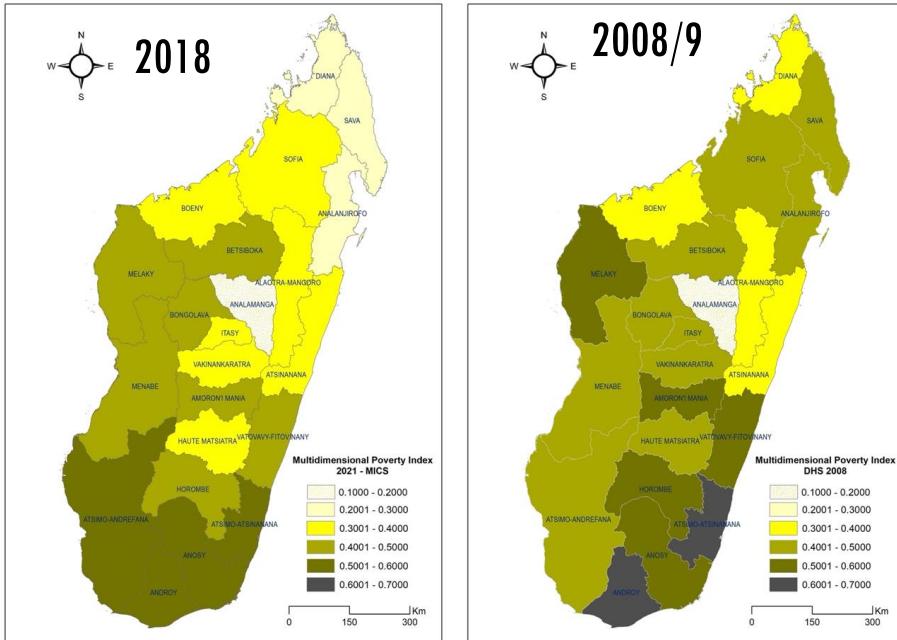 2018
N
W E
S
DIANA
SAVA
SOFIA
ANALANJIROFO
BOENY
BETSIBOKA
MELAKY
ALAOTRA-MANGORO
ANALAMANGA
BONGOLAVA
ITASY
VAKINANKARATRA
ATSINANANA
MENABE
AMORON'I MANIA
HAUTE MATSIATRA
VATOVAVY-FITOVINANY
HOROMBE
ATSIMO-ANDREFANA
ATSIMO-ATSINANANA
ANOSY
ANDROY
Multidimensional Poverty Index
2021 - MICS
0.1000 - 0.2000
0.2001 - 0.3000
0.3001 - 0.4000
0.4001 - 0.5000
0.5001 - 0.6000
0.6001 - 0.7000
Km
0 150 300
2008/9
N
W E
S
DIANA
SAVA
SOFIA
ANALANJIROFO
BOENY
BETSIBOKA
MELAKY
ALAOTRA-MANGORO
ANALAMANGA
BONGOLAVA
ITASY
VAKINANKARATRA
ATSINANANA
MENABE
AMORON'I MANIA
HAUTE MATSIATRA
VATOVAVY-FITOVINANY
HOROMBE
ATSIMO-ANDREFANA
ATSIMO-ATSINANANA
ANOSY
ANDROY
Multidimensional Poverty Index
DHS 2008
0.1000 - 0.2000
0.2001 - 0.3000
0.3001 - 0.4000
0.4001 - 0.5000
0.5001 - 0.6000
0.6001 - 0.7000
Km
0 150 300